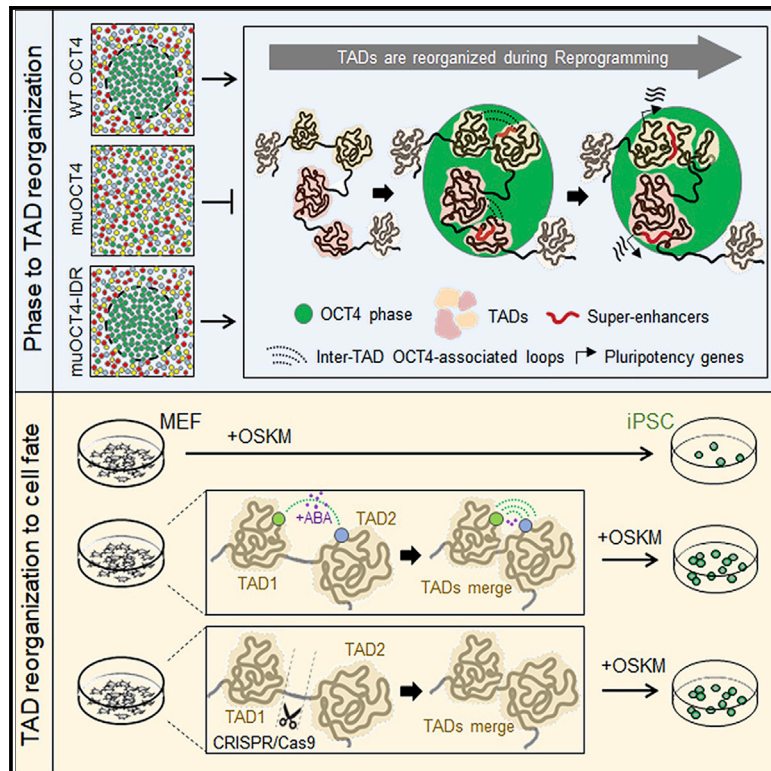 Phase to TAD reorganization
WT OCT4
muOCT4
muOCT4-IDR
TADs are reorganized during Reprogramming
OCT4 phase
TADs
Super-enhancers
Inter-TAD OCT4-associated loops
Pluripotency genes
TAD reorganization to cell fate
MEF
+OSKM
iPSC
+ABA
TAD1
TAD2
TADs merge
+OSKM
TAD1
CRISPR/Cas9
TAD2
TADs merge
+OSKM